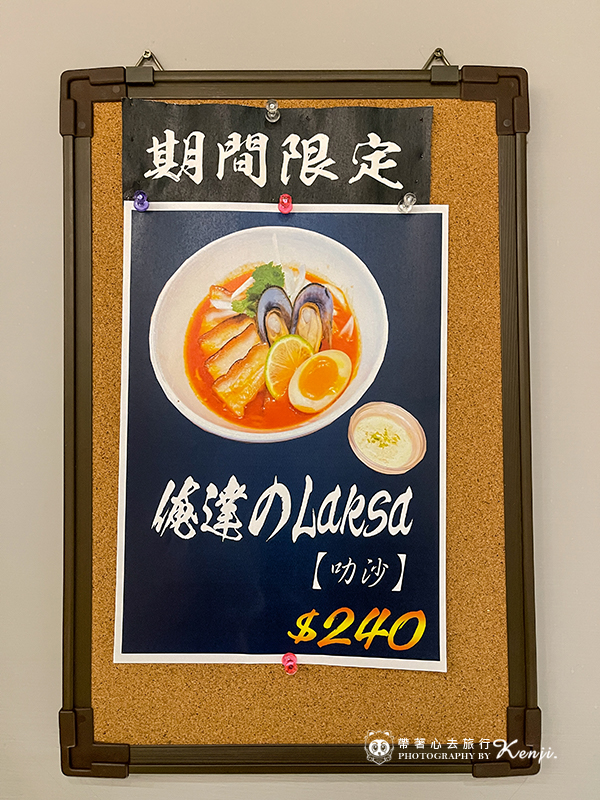 期間限定
俺達のLaksa
【叻沙】
$240
帶著心去旅行
PHOTOGRAPHY BY Kenji.